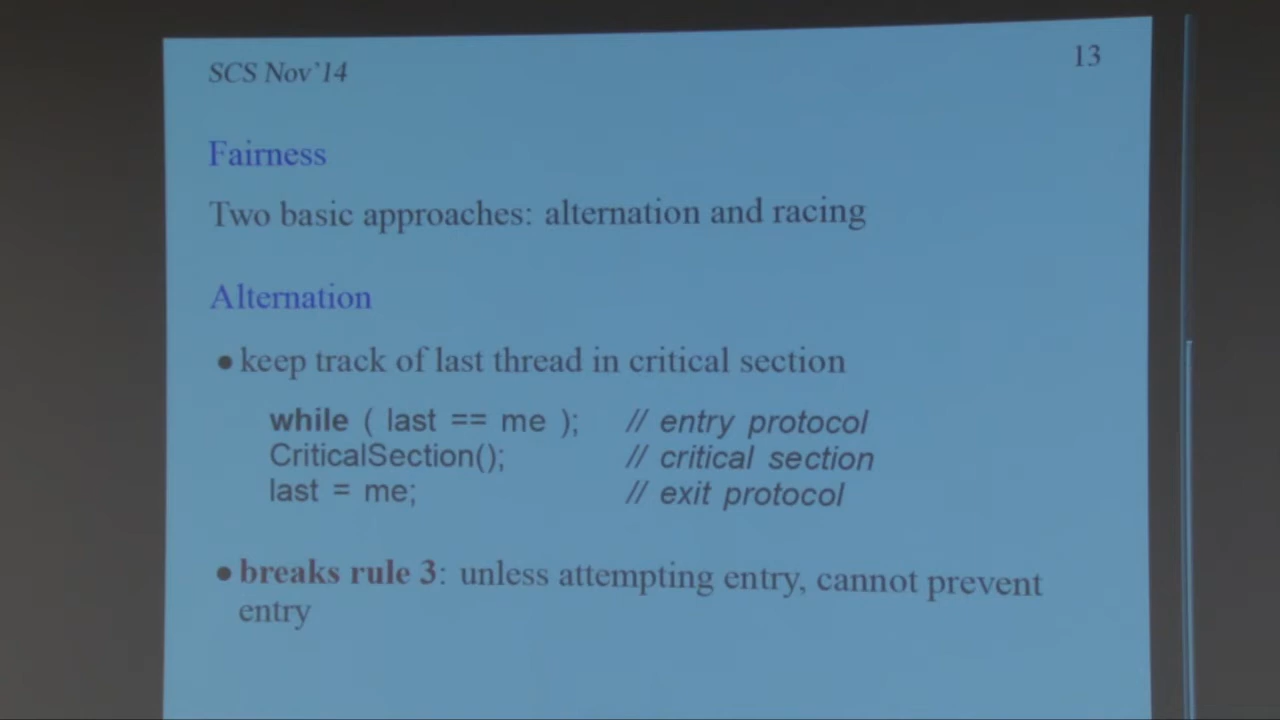 SCS Nov'14
13
Fairness
Two basic approaches: alternation and racing
Alternation
● keep track of last thread in critical section
while ( last == me ); // entry protocol
CriticalSection(); // critical section
last = me; // exit protocol
● breaks rule 3: unless attempting entry, cannot prevent
entry